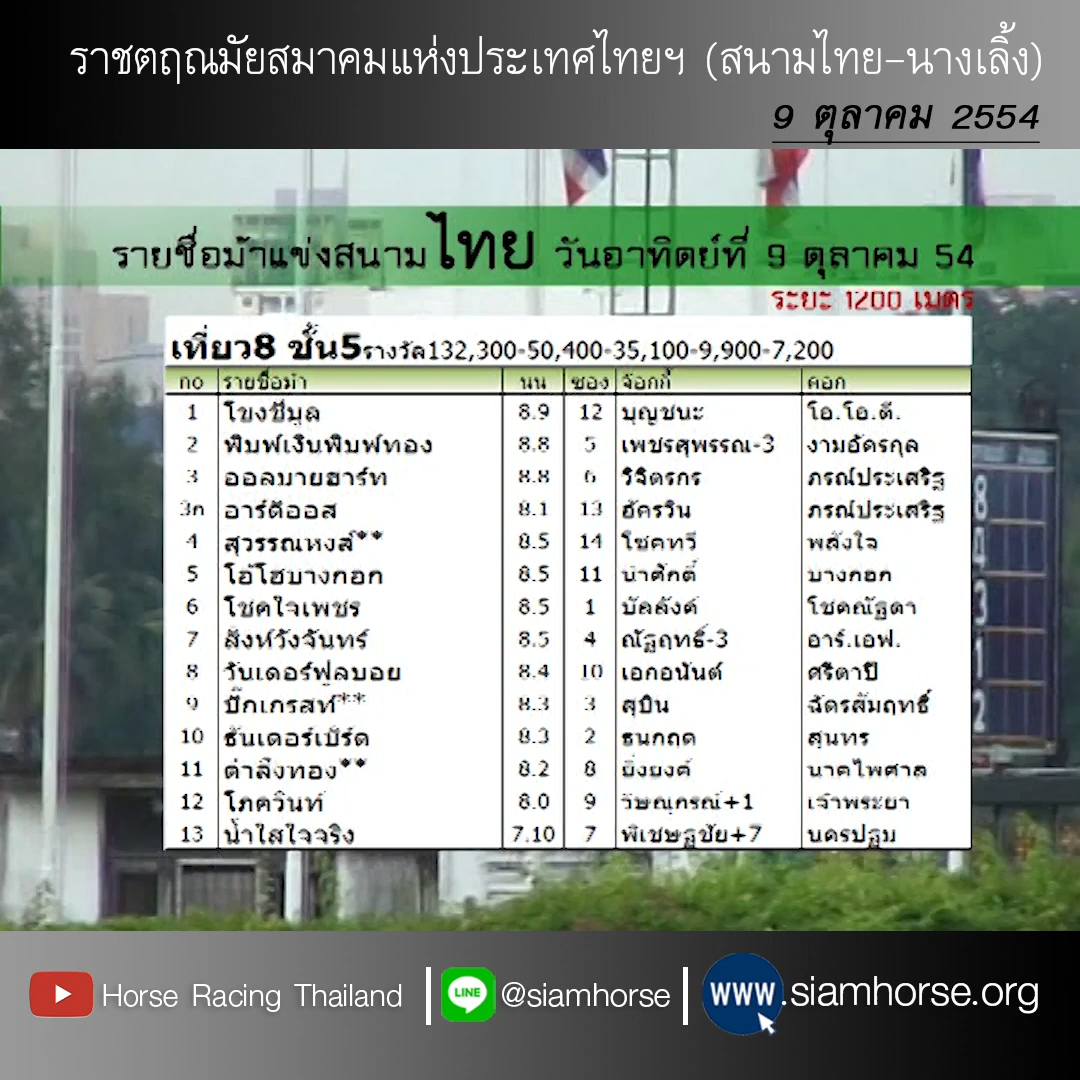 ราชตฤณมัยสมาคมแห่งประเทศไทยฯ (สนามไทย-นางเลิ้ง)
9 ตุลาคม 2554
รายชื่อม้าแข่งสนามไทย วันอาทิตย์ที่ 9 ตุลาคม 54
ระยะ 1200 เมตร
เที่ยว8 ชั้น5รางวัล132,300-50,400-35,100-9,900-7,200
no รายชื่อม้า นน ซอง จ๊อกกี้ คอก
1 โขงชีมูล 8.9 12 บุญชนะ โอ.โอ.ดี.
2 พิมพ์เงินพิมพ์ทอง 8.8 5 เพชรสุพรรณ-3 งามอัครกุล
3 ออลมายฮาร์ท 8.8 6 วิจิตรกร ภรณ์ประเสริฐ
3ก อาร์ตีออส 8.1 13 อัครวิน ภรณ์ประเสริฐ
4 สุวรรณหงส์** 8.5 14 โชคทวี พลังใจ
5 โอ้โฮบางกอก 8.5 11 นำศักดิ์ บางกอก
6 โชคใจเพชร 8.5 1 บัลลังค์ โชคณัฐดา
7 สิงห์วังจันทร์ 8.5 4 ณัฐฤทธิ์-3 อาร์.เอฟ.
8 วันเดอร์ฟูลบอย 8.4 10 เอกอนันต์ ศรีตาปี
9 บิ๊กเกรสท์** 8.3 3 สุบิน ฉัตรสัมฤทธิ์
10 ธันเดอร์เบิร์ด 8.3 2 ธนกฤต สุนทร
11 ตำลึงทอง** 8.2 8 ยิ่งยงค์ นาคไพศาล
12 โภควินท์ 8.0 9 วิษณุกรณ์+1 เจ้าพระยา
13 น้ำใสใจจริง 7.10 7 พิเชษฐชัย+7 นครปฐม
Horse Racing Thailand
LINE @siamhorse
www.siamhorse.org